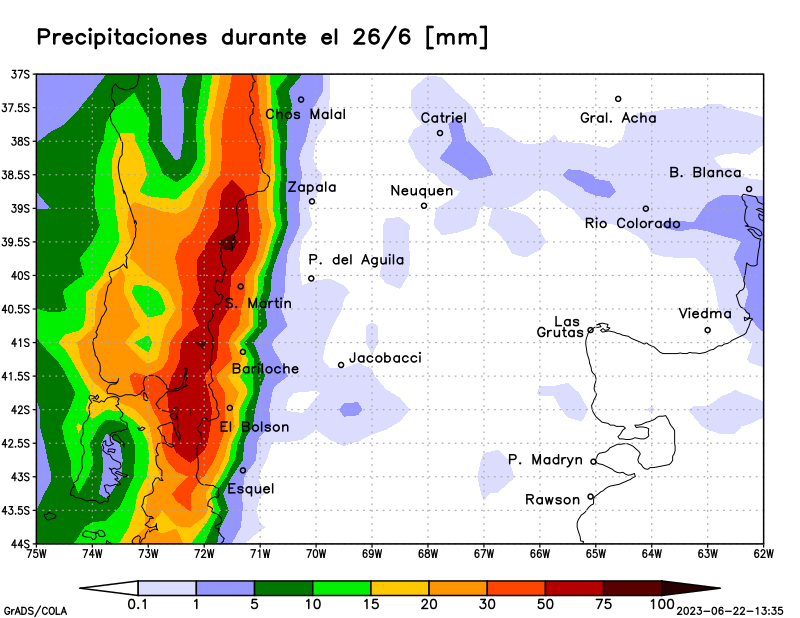 Precipitaciones durante el 26/6 [mm]
37S
37.5S
38S
38.5S
39S
39.5S
40S
40.5S
41S
41.5S
42S
42.5S
43S
43.5S
44S
Chos Malal
Catriel
Gral. Acha
B. Blanca
Zapala
Neuquen
Rio Colorado
P. del Aguila
S. Martin
Las
Grutas
Viedma
Bariloche
Jacobacci
El Bolson
P. Madryn
Esquel
Rawson
75W 74W 73W 72W 71W 70W 69W 68W 67W 66W 65W 64W 63W 62W
0.1 1 5 10 15 20 30 50 75 100
GrADS/COLA
2023-06-22-13:35